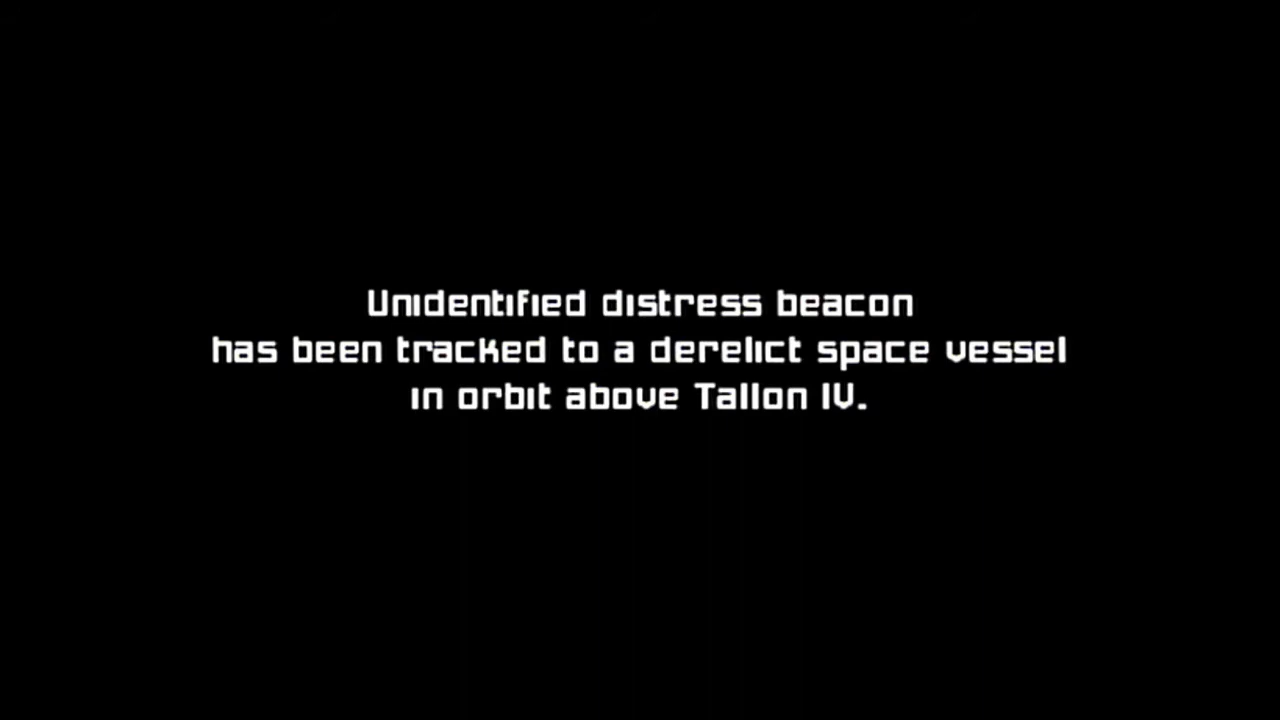 Unidentified distress beacon
has been tracked to a derelict space vessel
in orbit above Tallon IV.